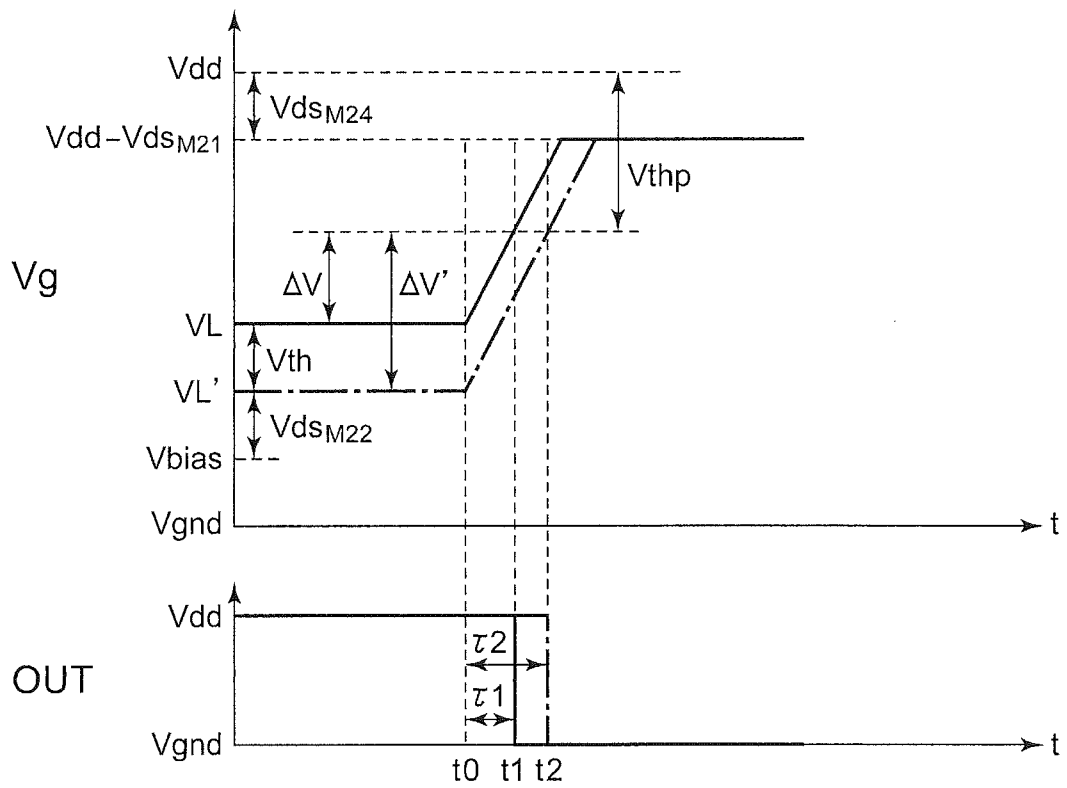 Vdd
Vds_M24
Vdd-Vds_M21
Vthp
Vg
ΔV
ΔV'
VL
Vth
VL'
Vds_M22
Vbias
Vgnd
t
Vdd
τ2
OUT
τ1
Vgnd
t
t0 t1 t2